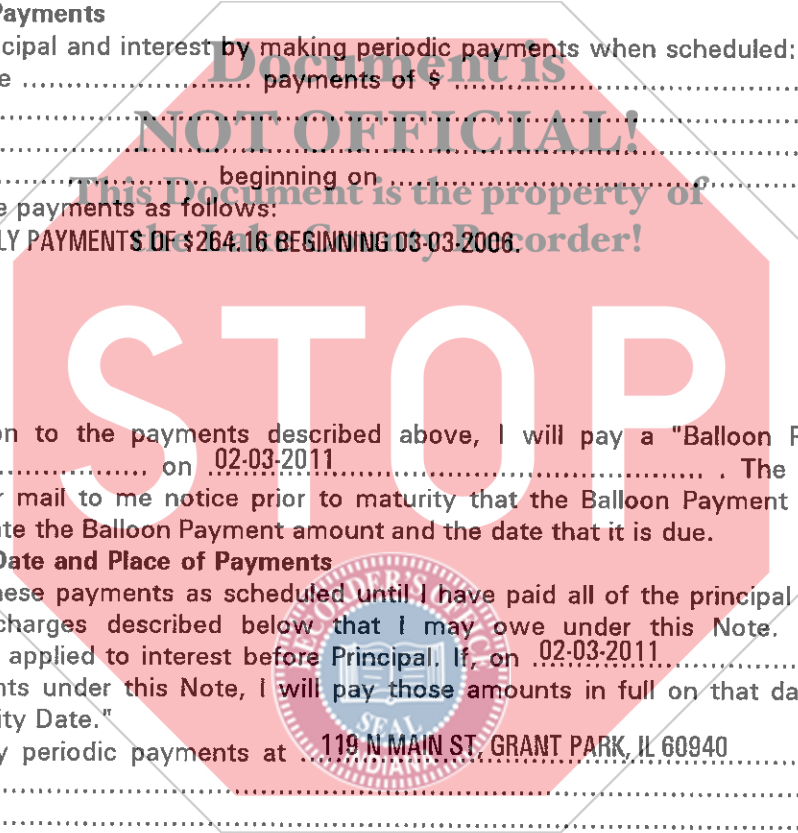 Payments
cipal and interest by making periodic payments when scheduled:
e ........................ payments of $ ........................
Document is
NOT OFFICIAL!
........................ beginning on ........................
This Document is the property of
e payments as follows:
LY PAYMENTS OF $264.16 BEGINNING 03-03-2006.
the Lake County Recorder!
STOP
on to the payments described above, I will pay a "Balloon P
........................ on 02-03-2011 ........................ . The
r mail to me notice prior to maturity that the Balloon Payment
te the Balloon Payment amount and the date that it is due.
Date and Place of Payments
hese payments as scheduled until I have paid all of the principal
charges described below that I may owe under this Note.
applied to interest before Principal. If, on 02-03-2011 ........................
nts under this Note, I will pay those amounts in full on that da
ity Date."
y periodic payments at ..119 N MAIN ST, GRANT PARK, IL 60940
RECORDER'S OFFICE
SEAL
INDIANA